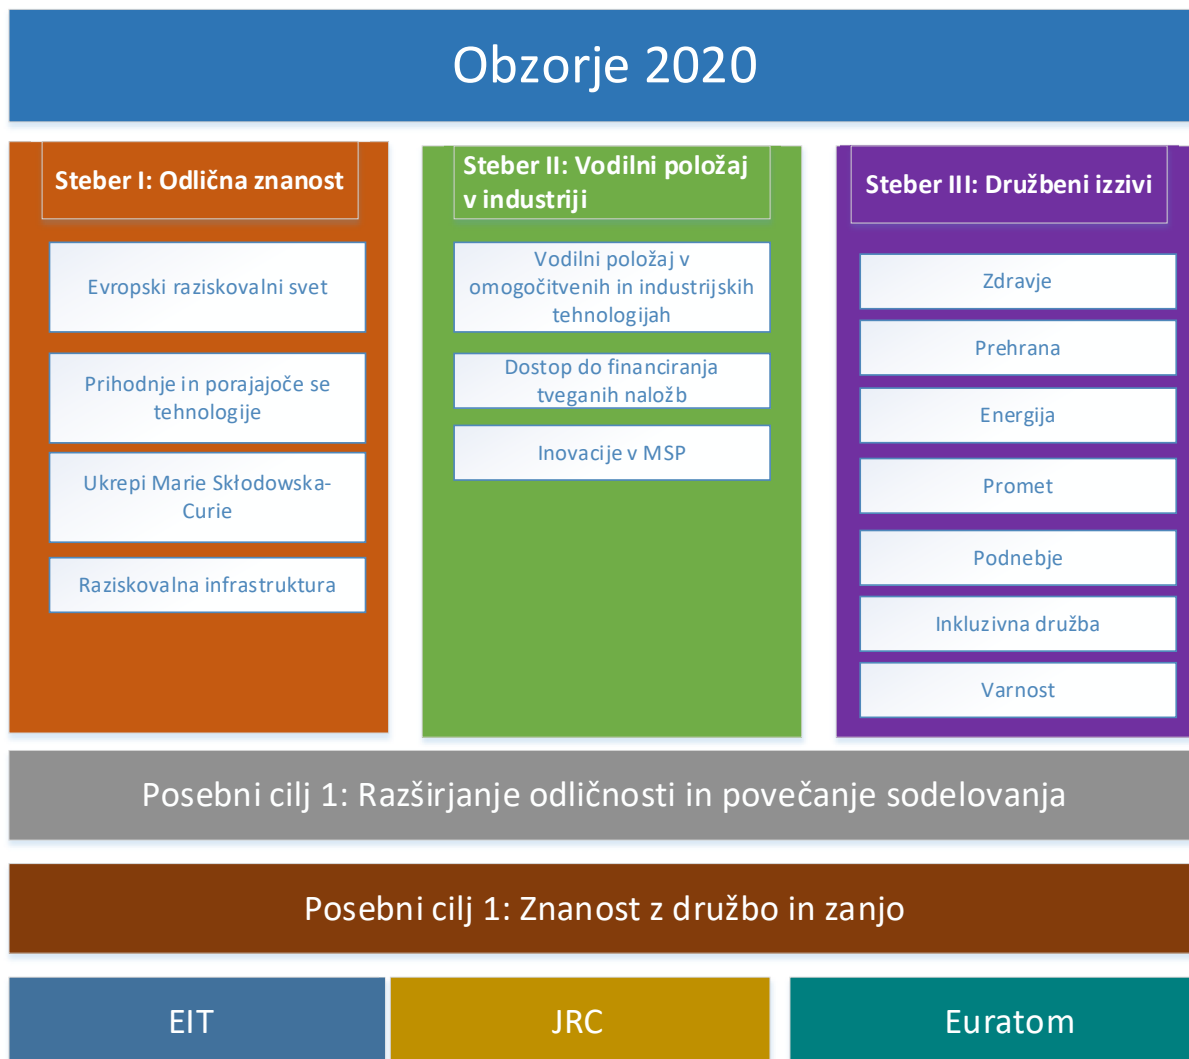 Obzorje 2020
Steber I: Odlična znanost
Evropski raziskovalni svet
Prihodnje in porajajoče se
tehnologije
Ukrepi Marie Skłodowska-
Curie
Raziskovalna infrastruktura
Steber II: Vodilni položaj
v industriji
Vodilni položaj v
omogočitvenih in industrijskih
tehnologijah
Dostop do financiranja
tveganih naložb
Inovacije v MSP
Steber III: Družbeni izzivi
Zdravje
Prehrana
Energija
Promet
Podnebje
Inkluzivna družba
Varnost
Posebni cilj 1: Razširjanje odličnosti in povečanje sodelovanja
Posebni cilj 1: Znanost z družbo in zanjo
EIT
JRC
Euratom